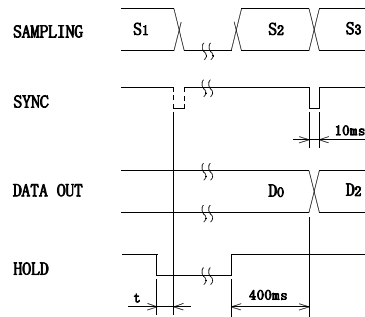 SAMPLING S1 S2 S3
SYNC
10ms
DATA OUT D0 D2
HOLD
t 400ms